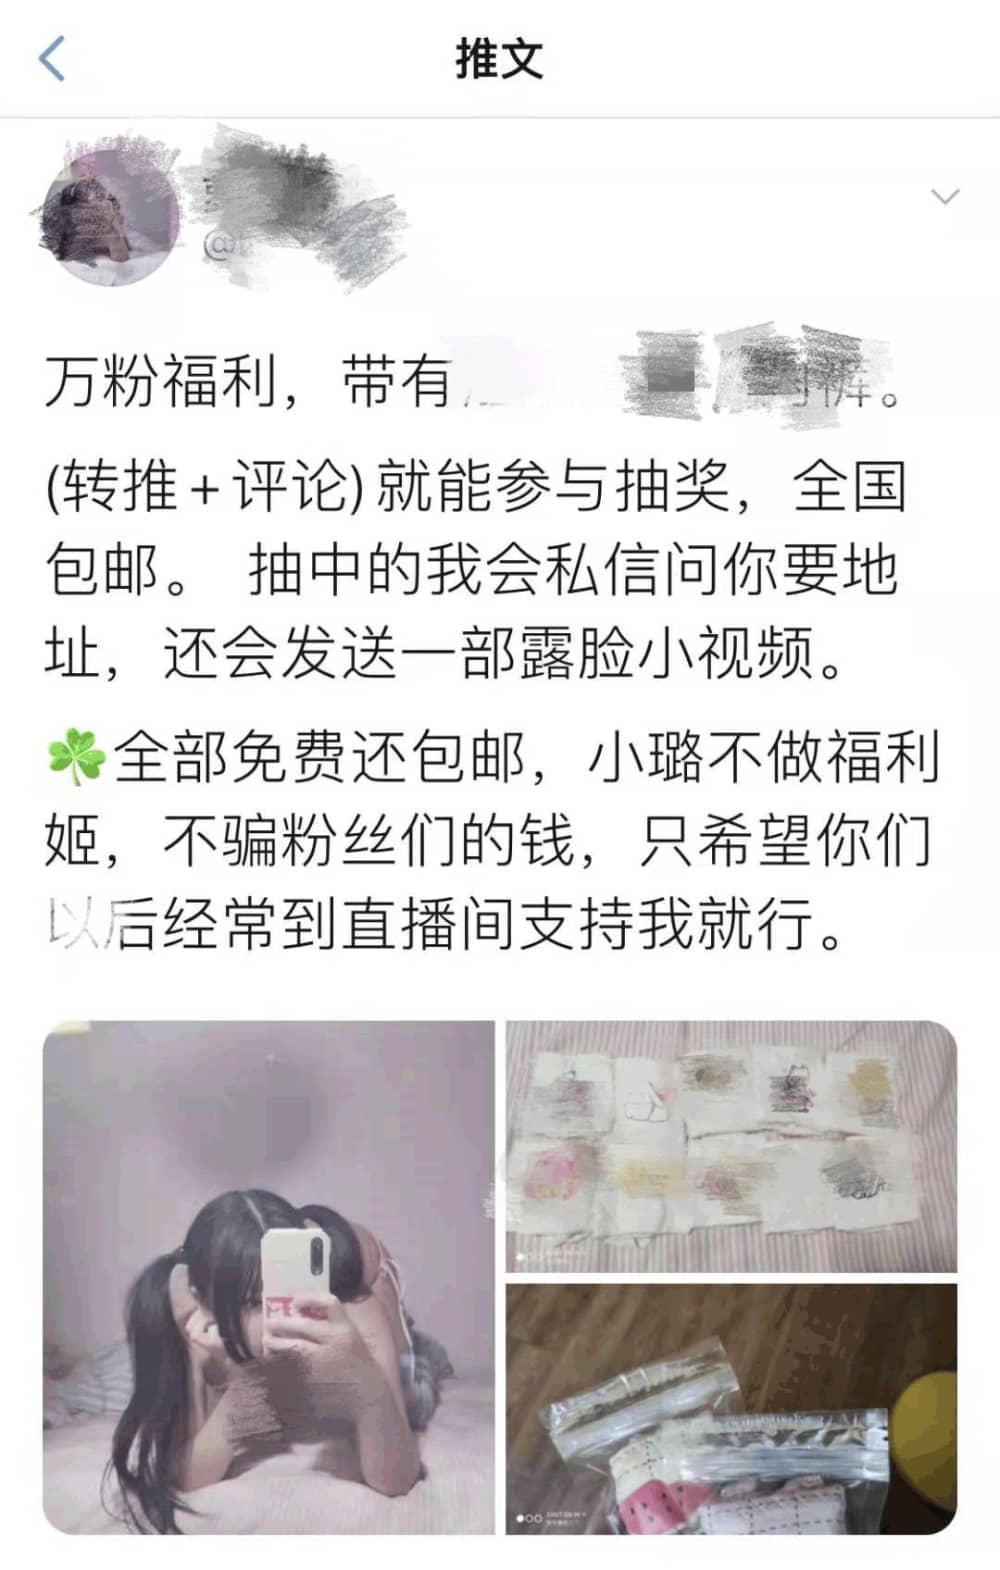 推文
@
万粉福利，带有
裤。
(转推+评论)就能参与抽奖，全国
包邮。 抽中的我会私信问你要地
址，还会发送一部露脸小视频。
☘️全部免费还包邮，小璐不做福利
姬，不骗粉丝们的钱，只希望你们
以后经常到直播间支持我就行。